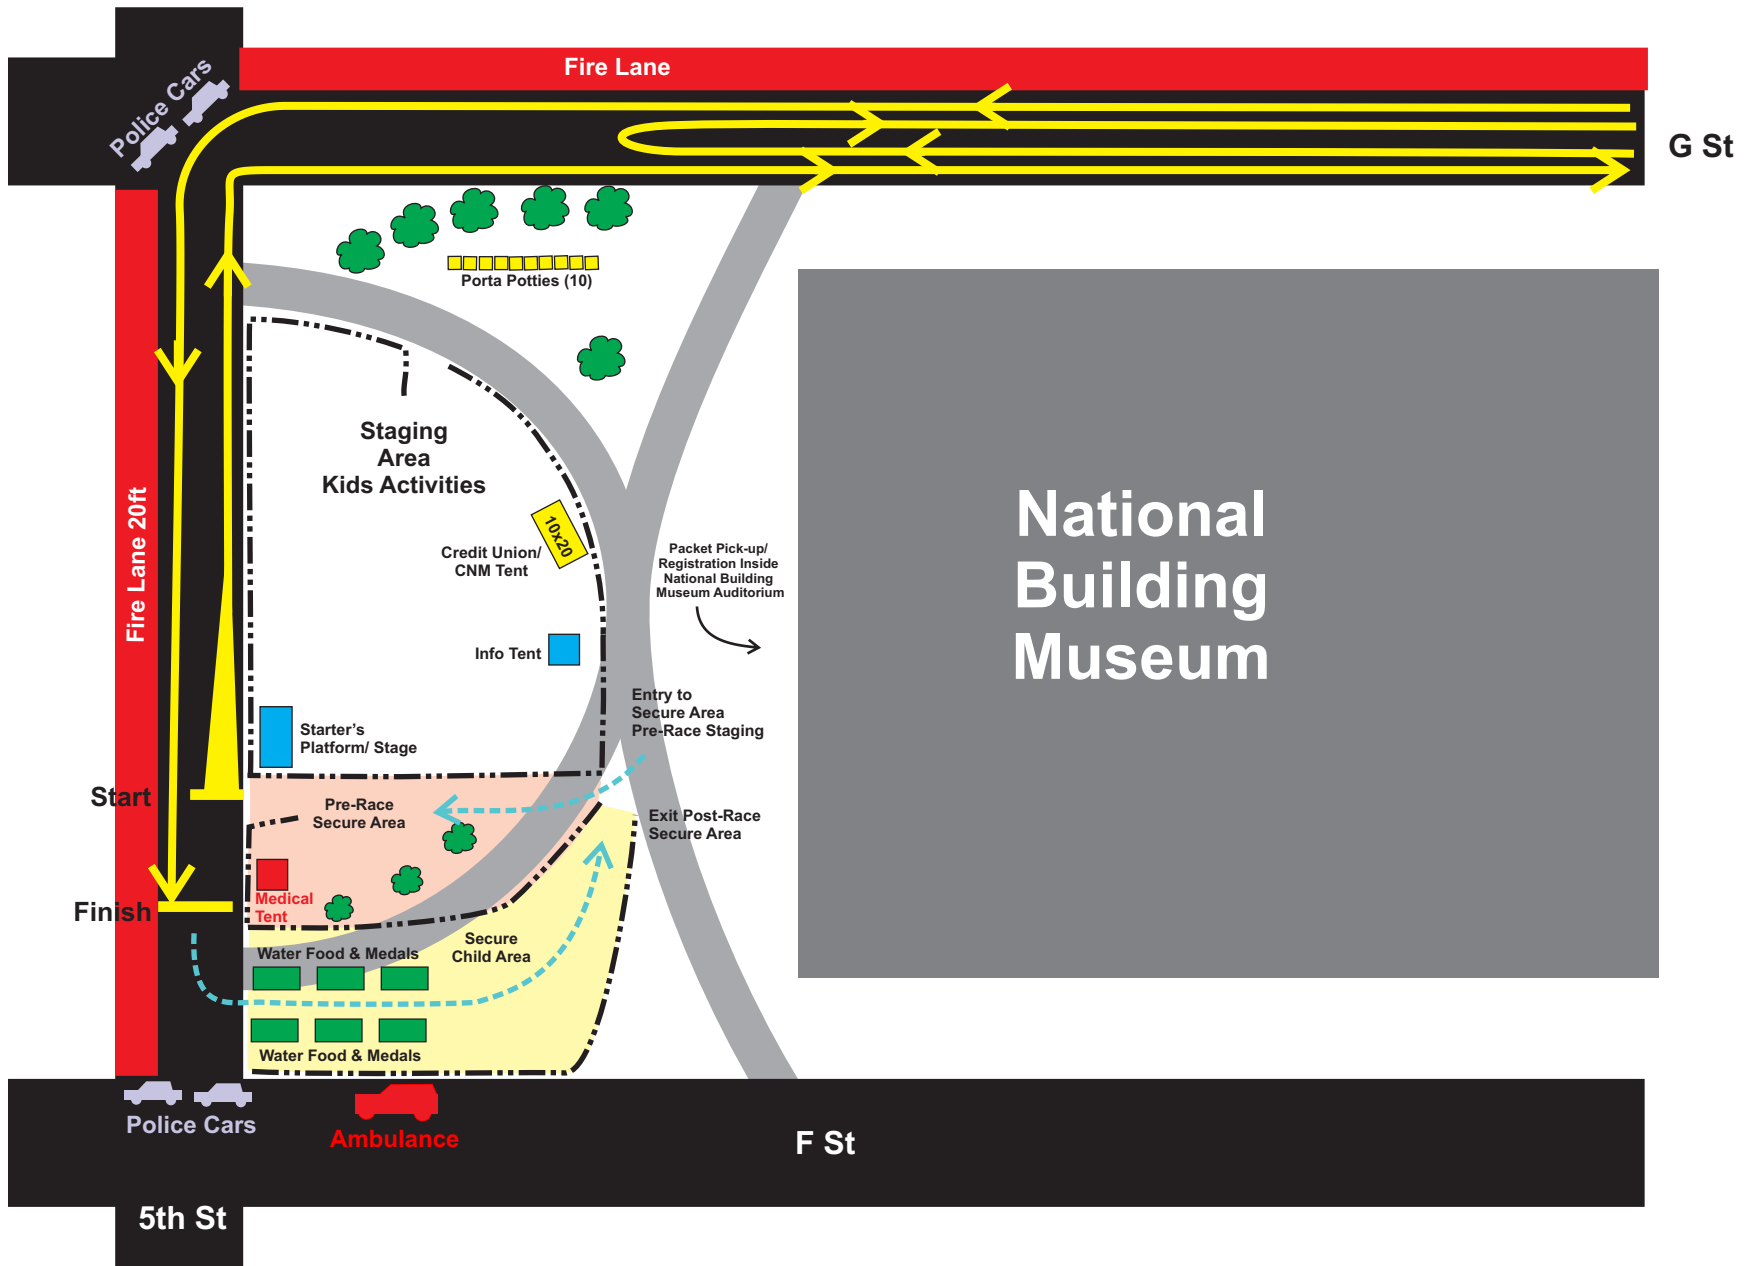 Fire Lane
Police Cars
G St
Porta Potties (10)
Staging
Area
Kids Activities
Fire Lane 20ft
10x20
Credit Union/
CNM Tent
Packet Pick-up/
Registration Inside
National Building
Museum Auditorium
National
Building
Museum
Info Tent
Entry to
Secure Area
Pre-Race Staging
Starter’s
Platform/ Stage
Start
Pre-Race
Secure Area
Exit Post-Race
Secure Area
Medical
Tent
Finish
Secure
Child Area
Water Food & Medals
Water Food & Medals
Police Cars
Ambulance
F St
5th St